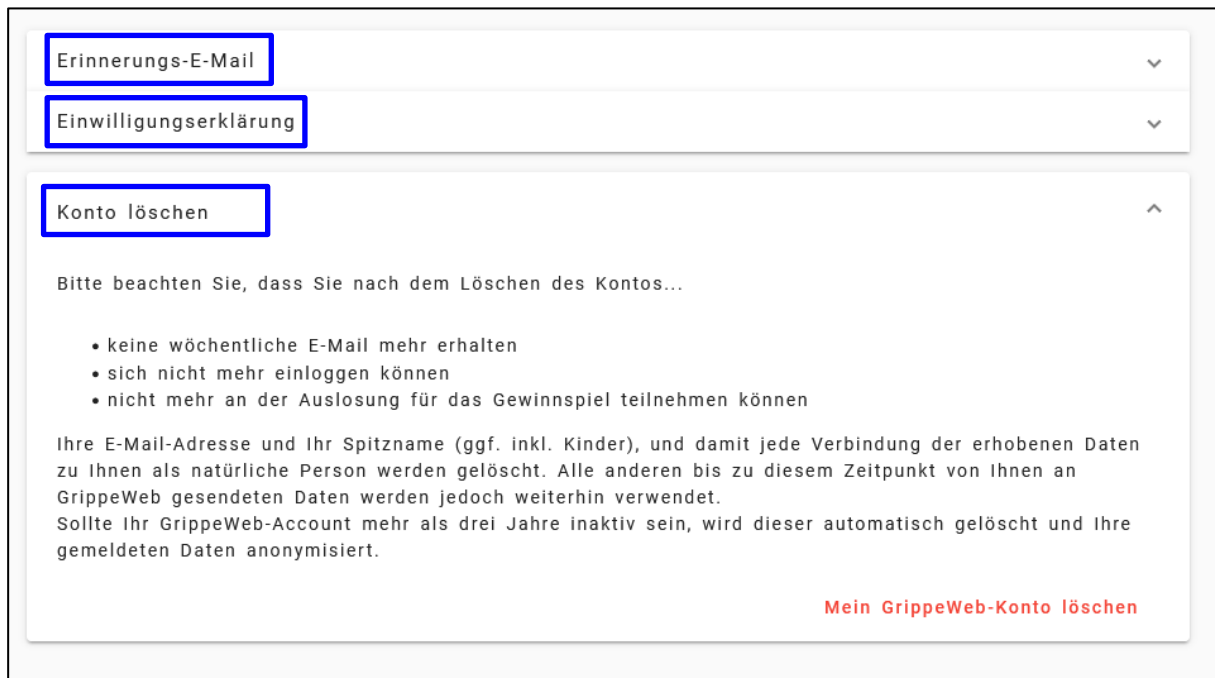 Erinnerungs-E-Mail
Einwilligungserklärung
Konto löschen
Bitte beachten Sie, dass Sie nach dem Löschen des Kontos...
• keine wöchentliche E-Mail mehr erhalten
• sich nicht mehr einloggen können
• nicht mehr an der Auslosung für das Gewinnspiel teilnehmen können
Ihre E-Mail-Adresse und Ihr Spitzname (ggf. inkl. Kinder), und damit jede Verbindung der erhobenen Daten
zu Ihnen als natürliche Person werden gelöscht. Alle anderen bis zu diesem Zeitpunkt von Ihnen an
GrippeWeb gesendeten Daten werden jedoch weiterhin verwendet.
Sollte Ihr GrippeWeb-Account mehr als drei Jahre inaktiv sein, wird dieser automatisch gelöscht und Ihre
gemeldeten Daten anonymisiert.
Mein GrippeWeb-Konto löschen